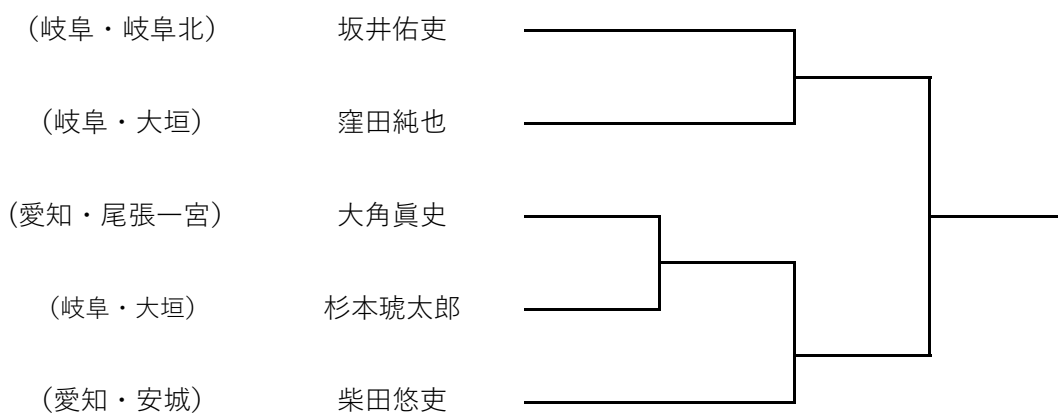 (岐阜・岐阜北) 坂井佑吏
(岐阜・大垣) 窪田純也
(愛知・尾張一宮) 大角眞史
(岐阜・大垣) 杉本琥太郎
(愛知・安城) 柴田悠吏